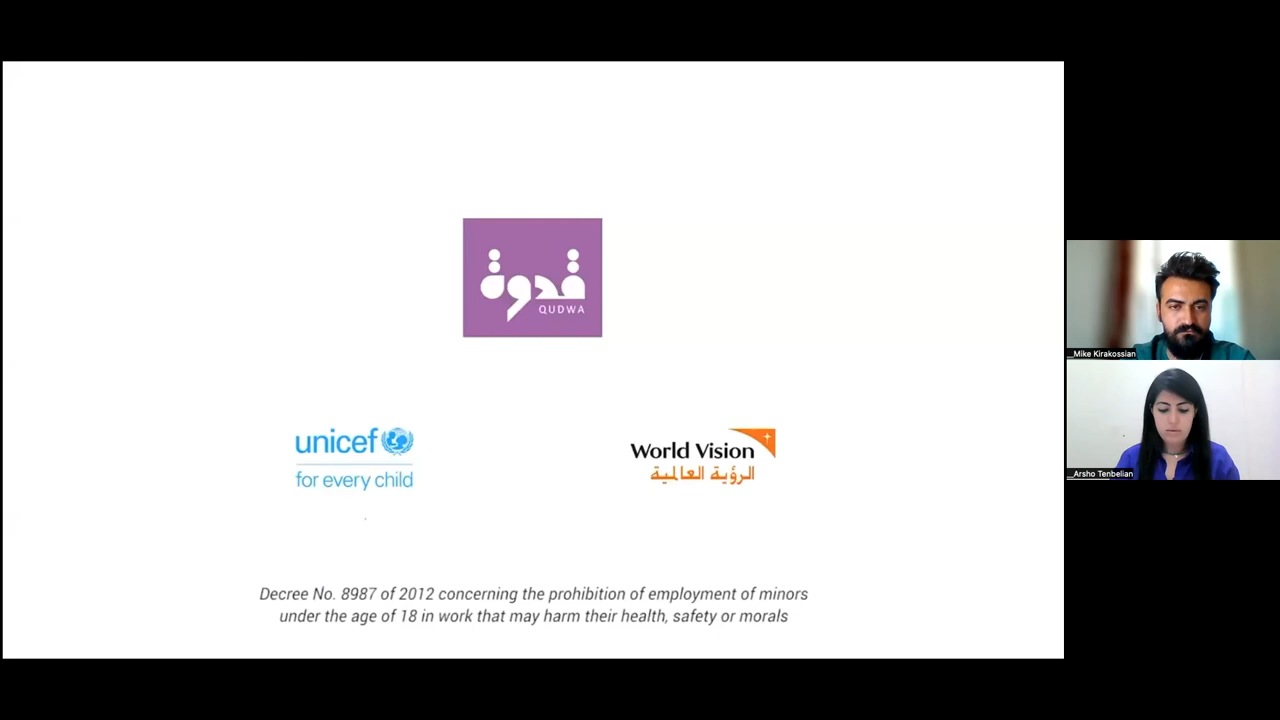 قدوة
QUDWA
unicef
for every child
World Vision
الرؤية العالمية
Decree No. 8987 of 2012 concerning the prohibition of employment of minors
under the age of 18 in work that may harm their health, safety or morals
__Mike Kirakossian
__Arsho Tenbelian